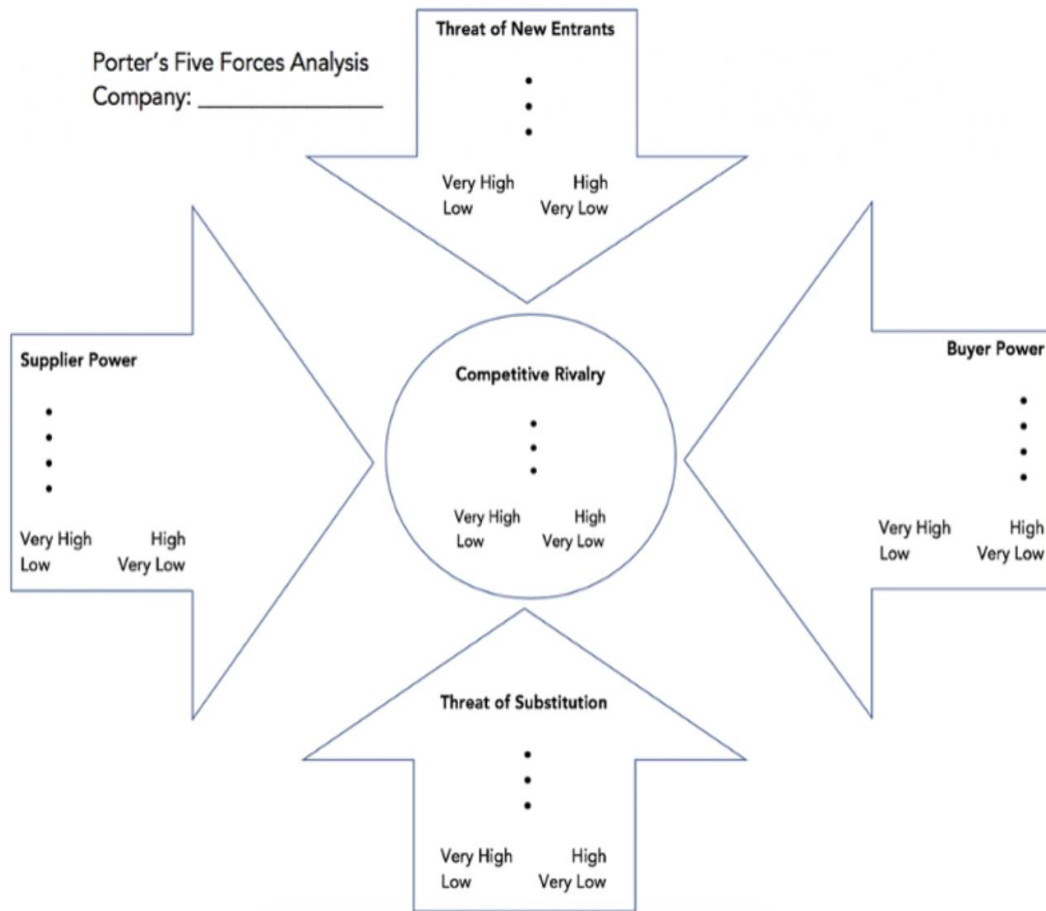 Porter's Five Forces Analysis
Company: ________________
Threat of New Entrants
•
•
•
Very High High
Low Very Low
Supplier Power
•
•
•
•
Very High High
Low Very Low
Competitive Rivalry
•
•
•
Very High High
Low Very Low
Buyer Power
•
•
•
•
Very High High
Low Very Low
Threat of Substitution
•
•
•
Very High High
Low Very Low